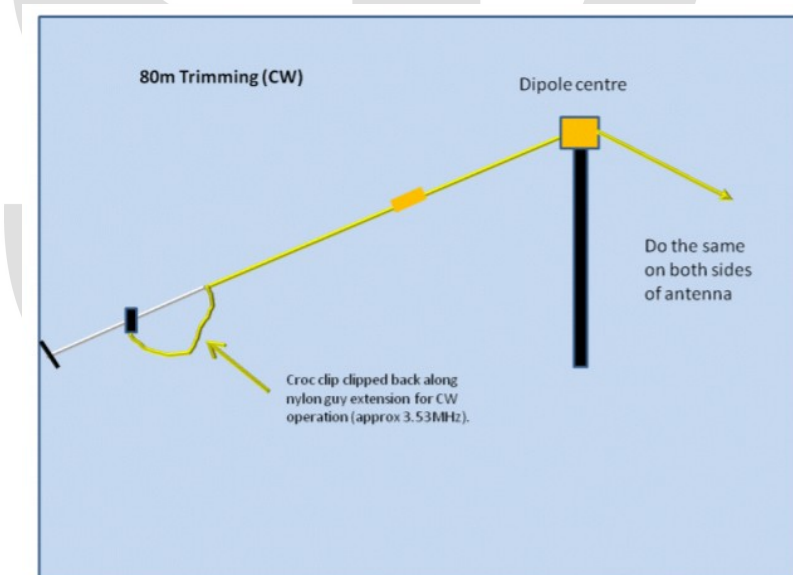 80m Trimming (CW)
Dipole centre
Do the same
on both sides
of antenna
Croc clip clipped back along
nylon guy extension for CW
operation (approx 3.53MHz).